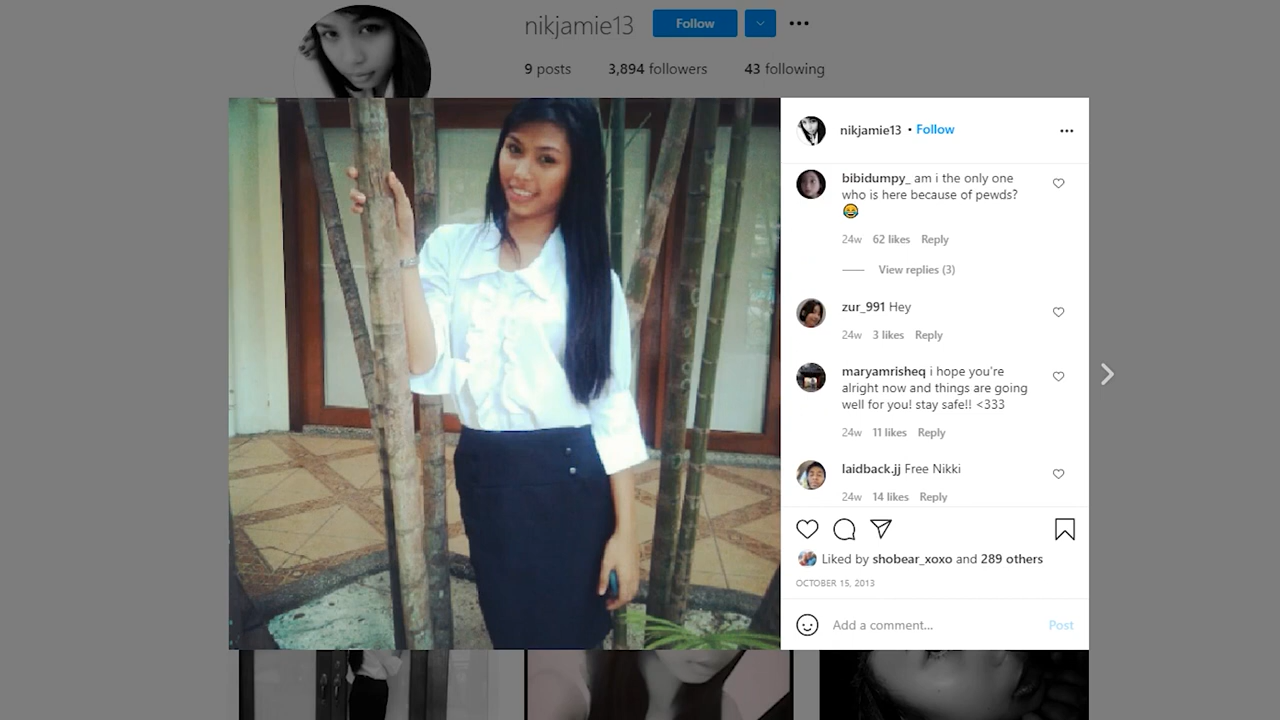 nikjamie13 Follow
9 posts 3,894 followers 43 following
nikjamie13 • Follow
bibidumpy_ am i the only one
who is here because of pewds?
😂
24w 62 likes Reply
View replies (3)
zur_991 Hey
24w 3 likes Reply
maryamrisheq i hope you're
alright now and things are going
well for you! stay safe!! <333
24w 11 likes Reply
laidback.jj Free Nikki
24w 14 likes Reply
Liked by shobear_xoxo and 289 others
OCTOBER 15, 2013
Add a comment... Post